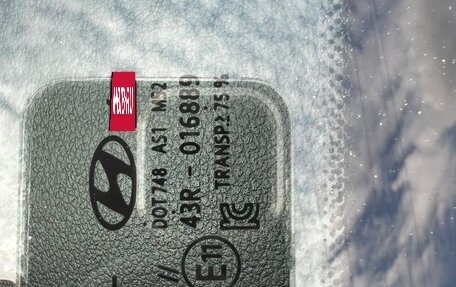 DOT748 AS1 M52
43R - 016889
TRANSP.≥75%
E11